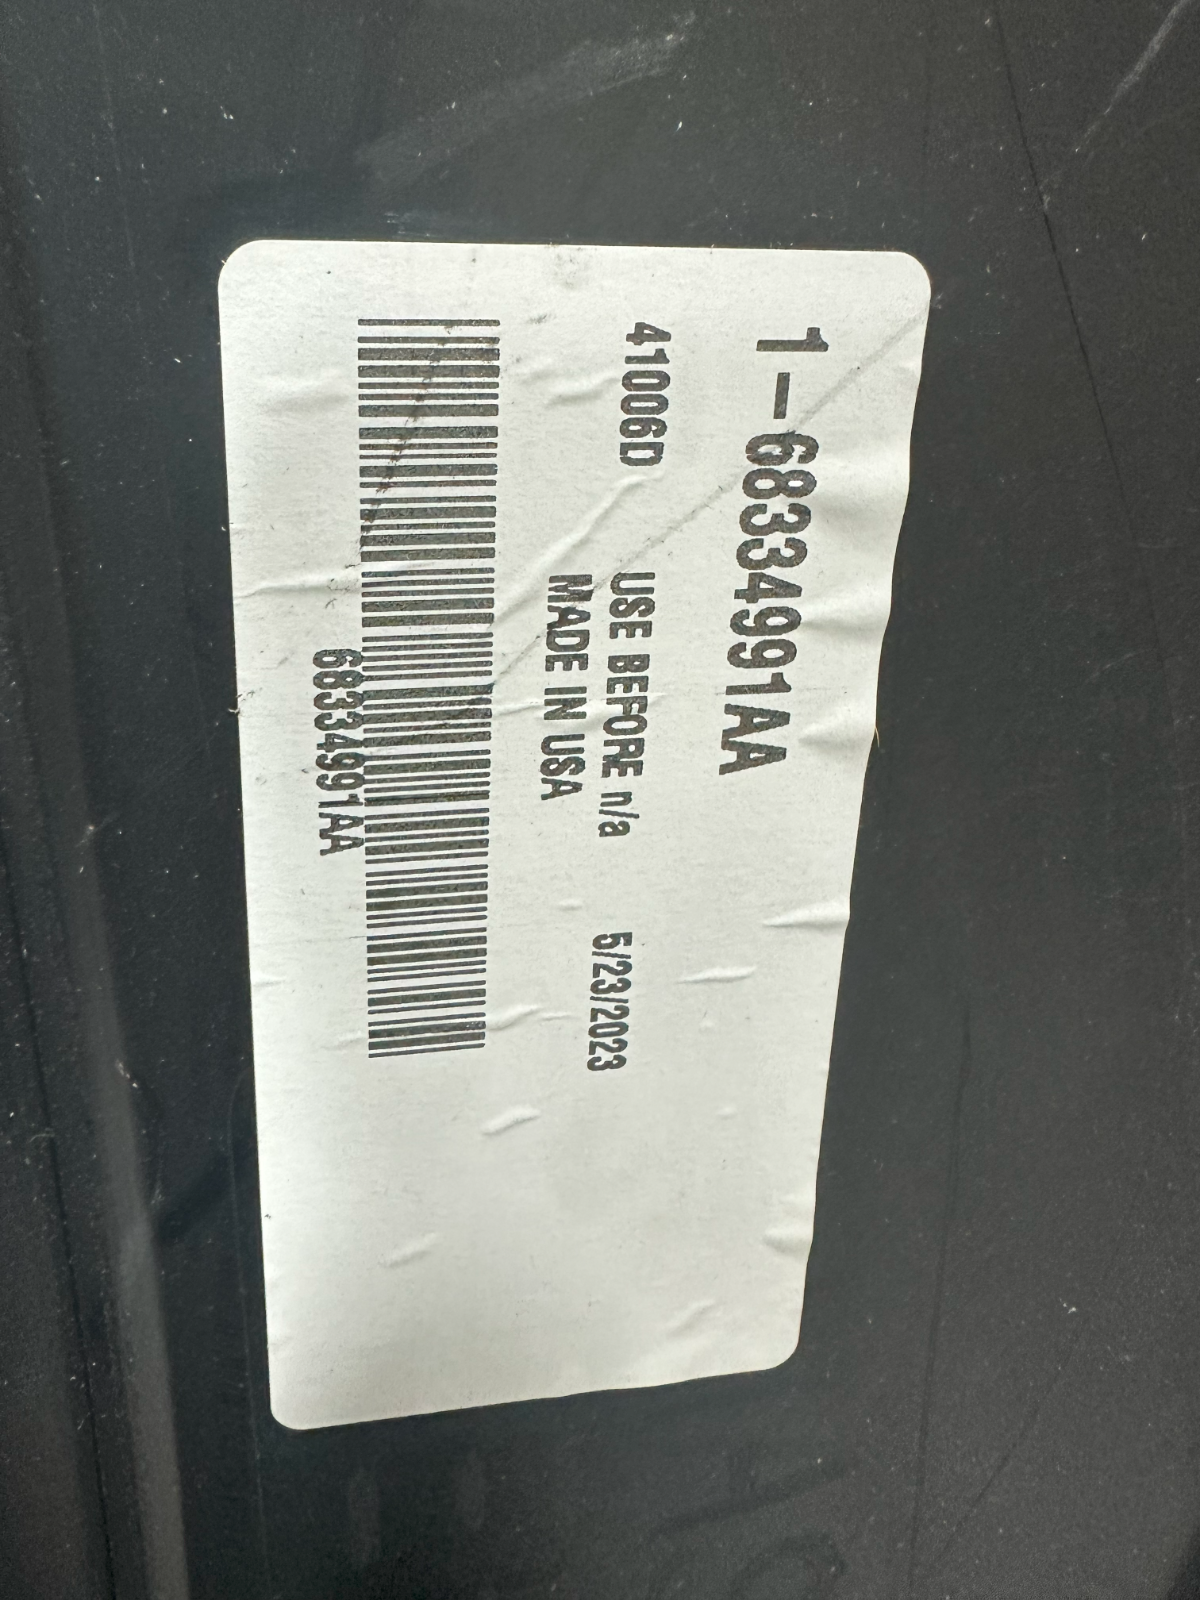 1-68334991AA
41006D USE BEFORE n/a 5/23/2023
MADE IN USA
68334991AA